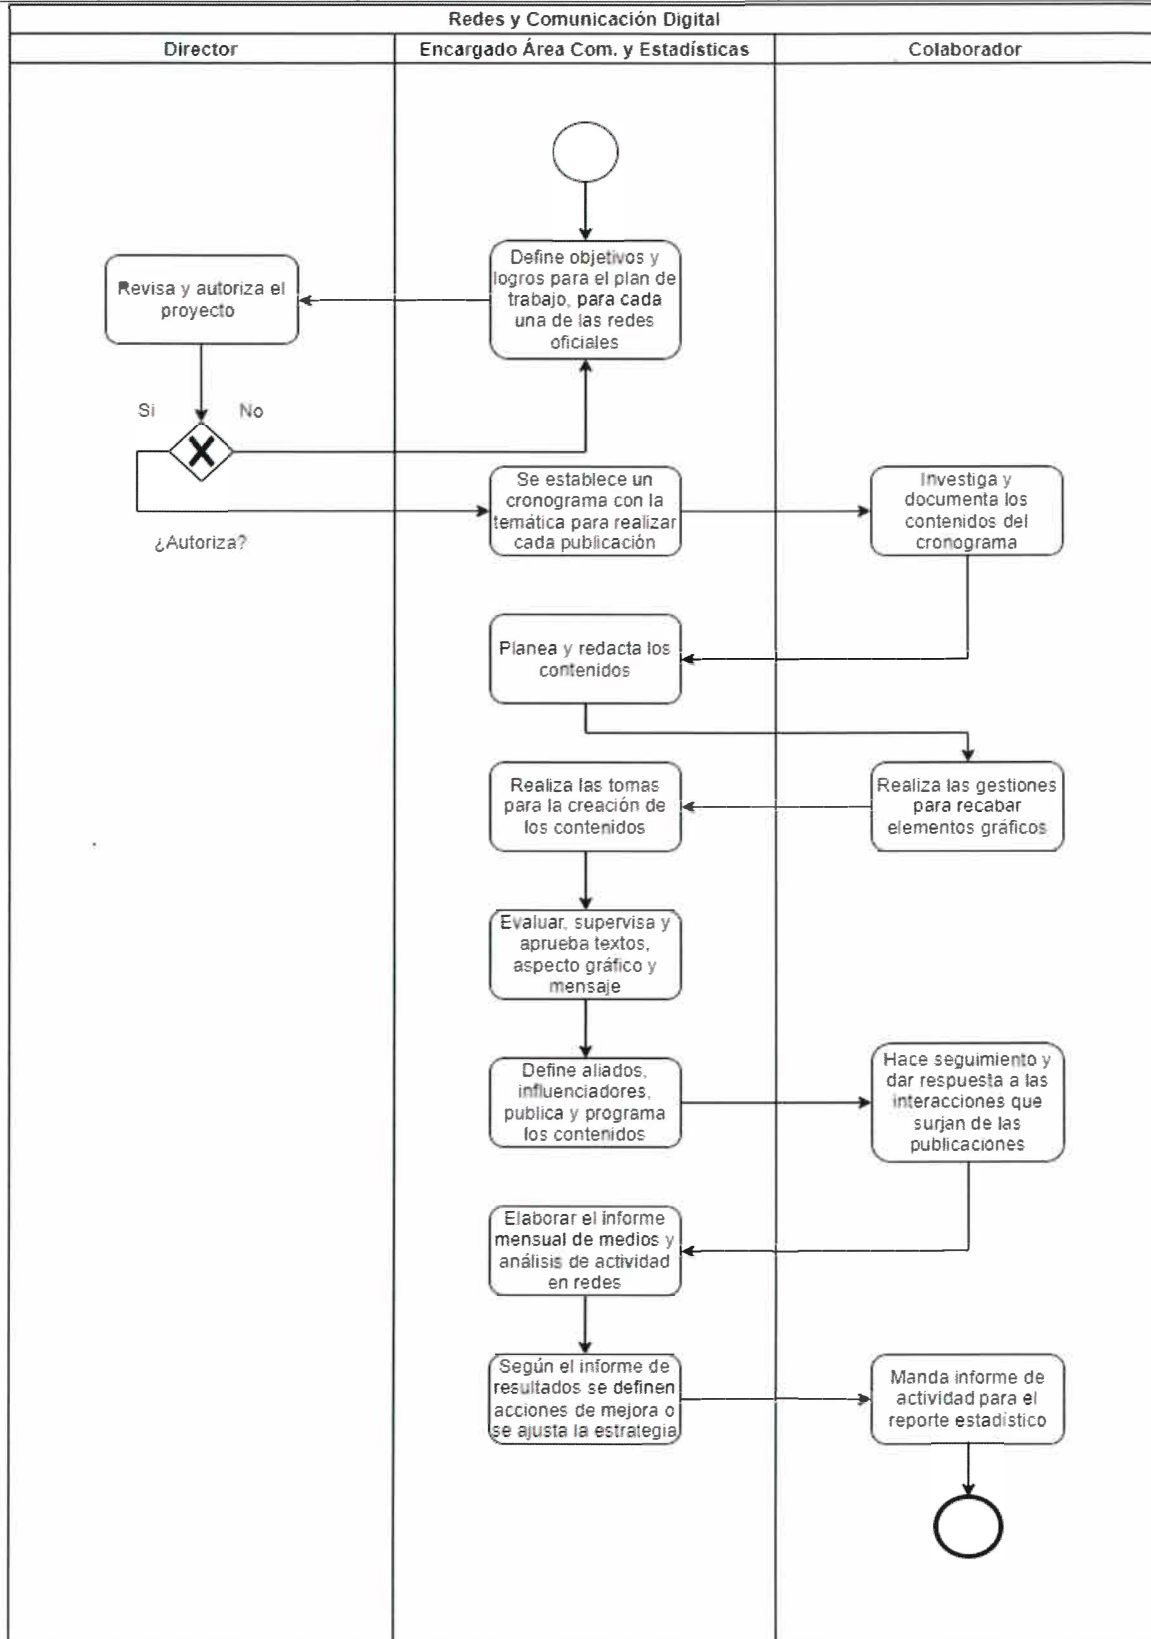 Redes y Comunicación Digital
Director
Encargado Área Com. y Estadísticas
Colaborador
Define objetivos y
logros para el plan de
trabajo, para cada
una de las redes
oficiales
Revisa y autoriza el
proyecto
Si
No
¿Autoriza?
Se establece un
cronograma con la
temática para realizar
cada publicación
Investiga y
documenta los
contenidos del
cronograma
Planea y redacta los
contenidos
Realiza las gestiones
para recabar
elementos gráficos
Realiza las tomas
para la creación de
los contenidos
Evaluar, supervisa y
aprueba textos,
aspecto gráfico y
mensaje
Define aliados,
influenciadores,
publica y programa
los contenidos
Hace seguimiento y
dar respuesta a las
interacciones que
surjan de las
publicaciones
Elaborar el informe
mensual de medios y
análisis de actividad
en redes
Según el informe de
resultados se definen
acciones de mejora o
se ajusta la estrategia
Manda informe de
actividad para el
reporte estadístico